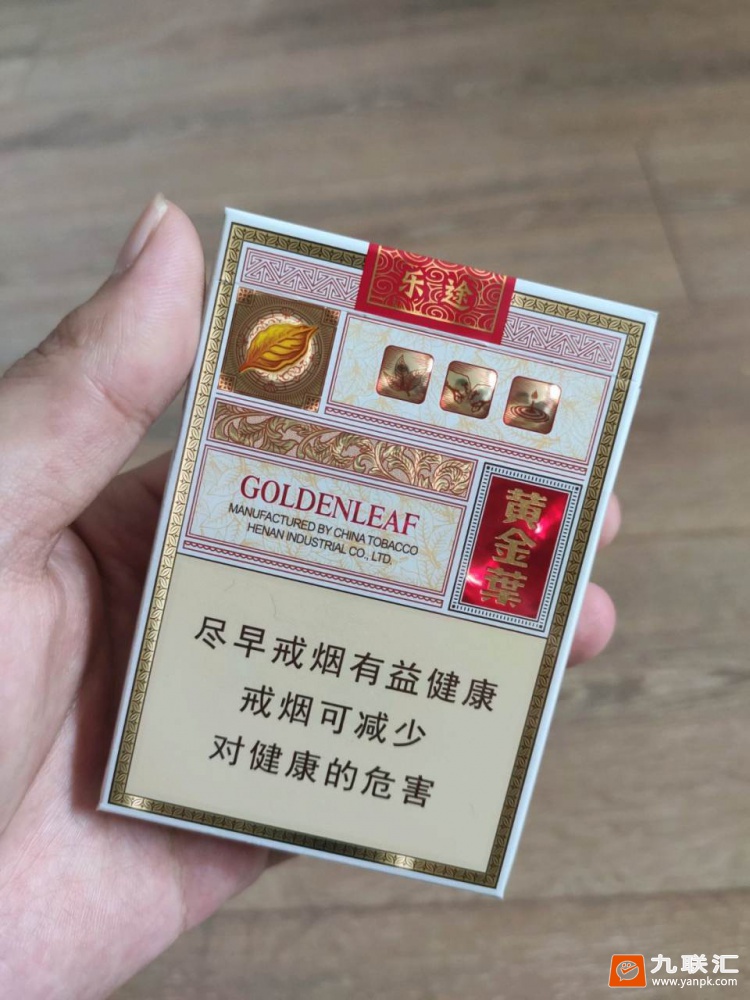 乐途
GOLDENLEAF
MANUFACTURED BY CHINA TOBACCO
HENAN INDUSTRIAL CO., LTD.
黄金葉
尽早戒烟有益健康
戒烟可减少
对健康的危害
九联汇
www.yanpk.com